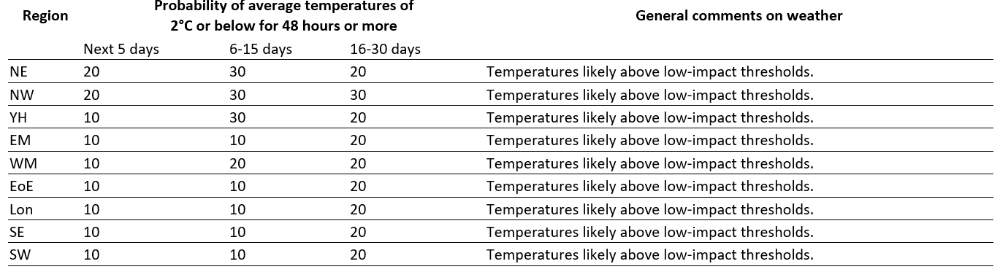 Region Probability of average temperatures of 2°C or below for 48 hours or more General comments on weather
Next 5 days 6-15 days 16-30 days
NE 20 30 20 Temperatures likely above low-impact thresholds.
NW 20 30 30 Temperatures likely above low-impact thresholds.
YH 10 30 20 Temperatures likely above low-impact thresholds.
EM 10 10 20 Temperatures likely above low-impact thresholds.
WM 10 20 20 Temperatures likely above low-impact thresholds.
EoE 10 10 20 Temperatures likely above low-impact thresholds.
Lon 10 10 20 Temperatures likely above low-impact thresholds.
SE 10 10 20 Temperatures likely above low-impact thresholds.
SW 10 10 20 Temperatures likely above low-impact thresholds.